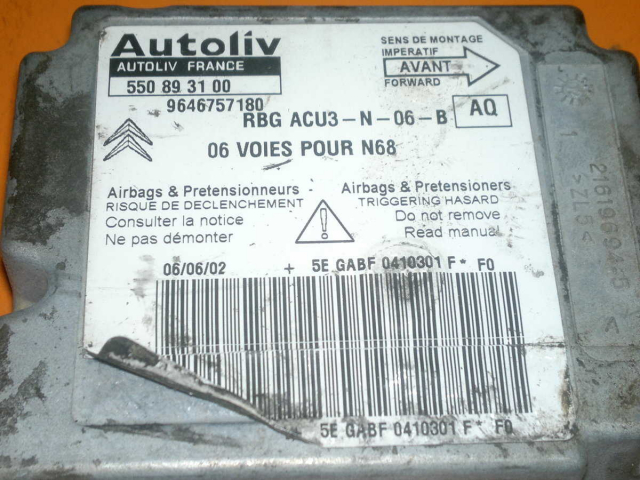 Autoliv
AUTOLIV FRANCE
550 89 31 00
9646757180
SENS DE MONTAGE
IMPERATIF
AVANT
FORWARD
RBG ACU3-N-06-B AQ
06 VOIES POUR N68
Airbags & Pretensionneurs
RISQUE DE DECLENCHEMENT
Consulter la notice
Ne pas démonter
Airbags & Pretensioners
TRIGGERING HASARD
Do not remove
Read manual
06/06/02 + 5E GABF 0410301 F* F0
+ 5E GABF 0410301 F* F0